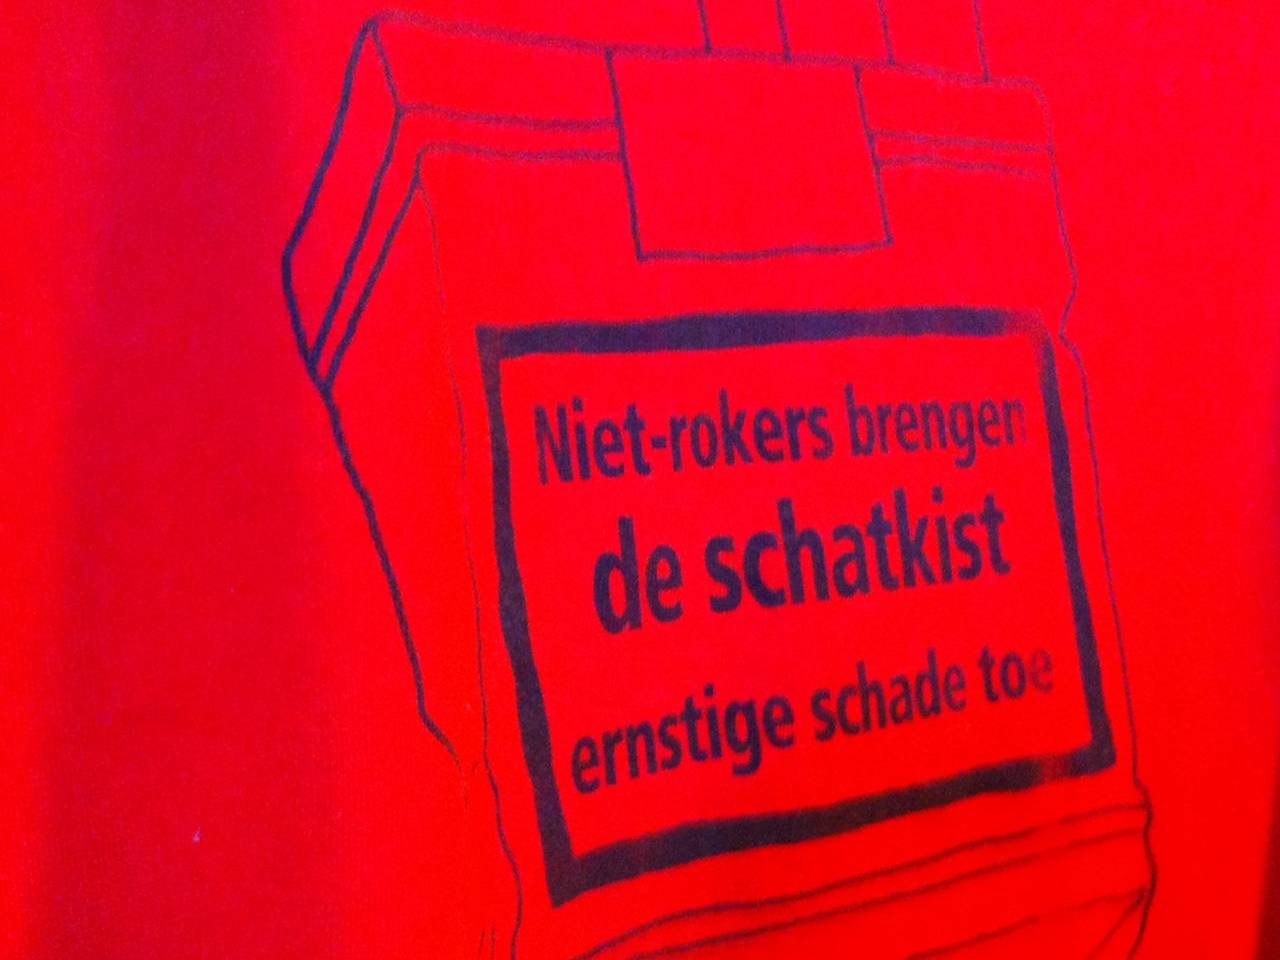 Niet-rokers brengen
de schatkist
ernstige schade toe